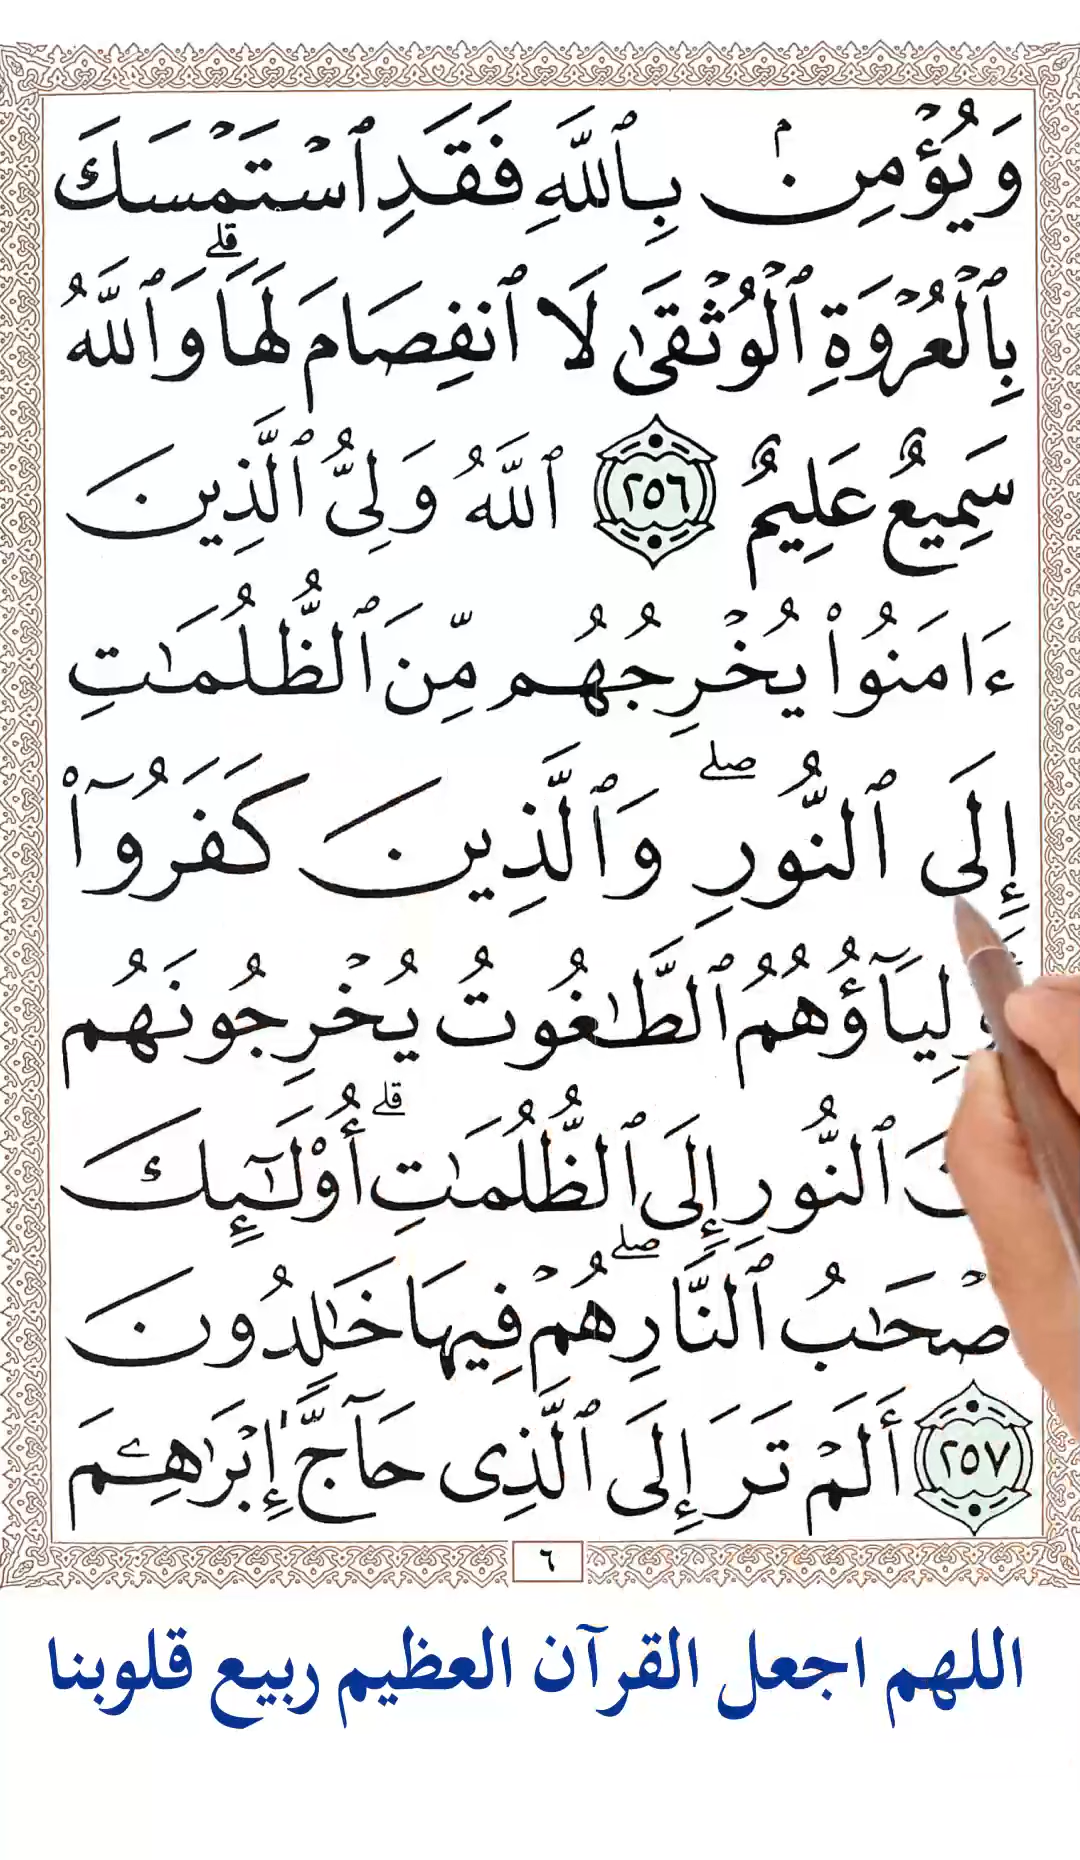 وَيُؤْمِنۢ بِٱللَّهِ فَقَدِ ٱسْتَمْسَكَ
بِٱلْعُرْوَةِ ٱلْوُثْقَىٰ لَا ٱنفِصَامَ لَهَا ۗ وَٱللَّهُ
سَمِيعٌ عَلِيمٌ ٢٥٦ ٱللَّهُ وَلِىُّ ٱلَّذِينَ
ءَامَنُوا۟ يُخْرِجُهُم مِّنَ ٱلظُّلُمَـٰتِ
إِلَى ٱلنُّورِ ۖ وَٱلَّذِينَ كَفَرُوٓا۟
ٱلطَّـٰغُوتُ يُخْرِجُونَهُم
ٱلنُّورِ إِلَى ٱلظُّلُمَـٰتِ ۗ أُو۟لَـٰٓئِكَ
ٱلنَّارِ ۖ هُمْ فِيهَا خَـٰلِدُونَ
٢٥٧ أَلَمْ تَرَ إِلَى ٱلَّذِى حَآجَّ إِبْرَٰهِـۧمَ
٦
اللهم اجعل القرآن العظيم ربيع قلوبنا